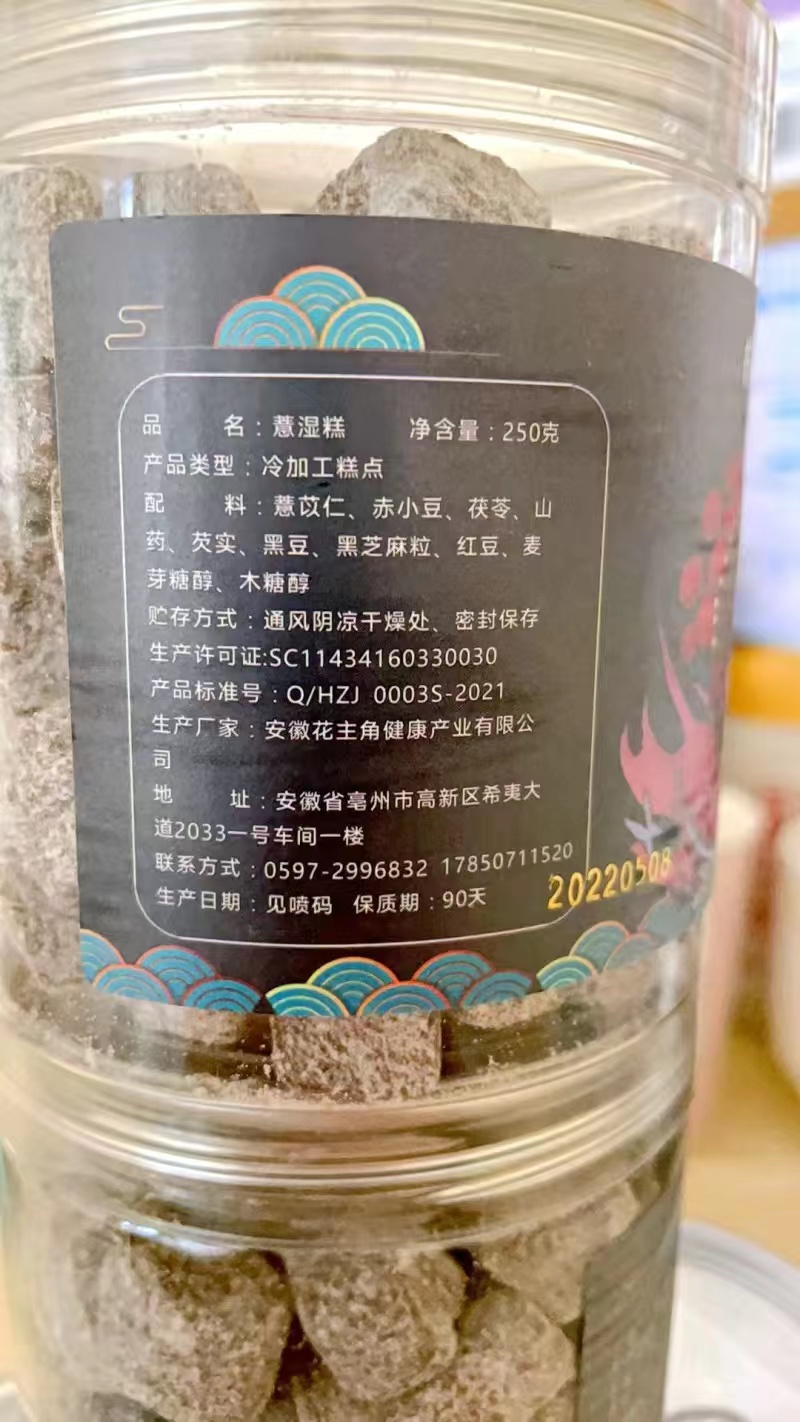 品 名：薏湿糕 净含量：250克
产品类型：冷加工糕点
配 料：薏苡仁、赤小豆、茯苓、山
药、芡实、黑豆、黑芝麻粒、红豆、麦
芽糖醇、木糖醇
贮存方式：通风阴凉干燥处、密封保存
生产许可证:SC11434160330030
产品标准号：Q/HZJ 0003S-2021
生产厂家：安徽花主角健康产业有限公
司
地 址：安徽省亳州市高新区希夷大
道2033一号车间一楼
联系方式：0597-2996832 17850711520
生产日期：见喷码 保质期：90天
20220508